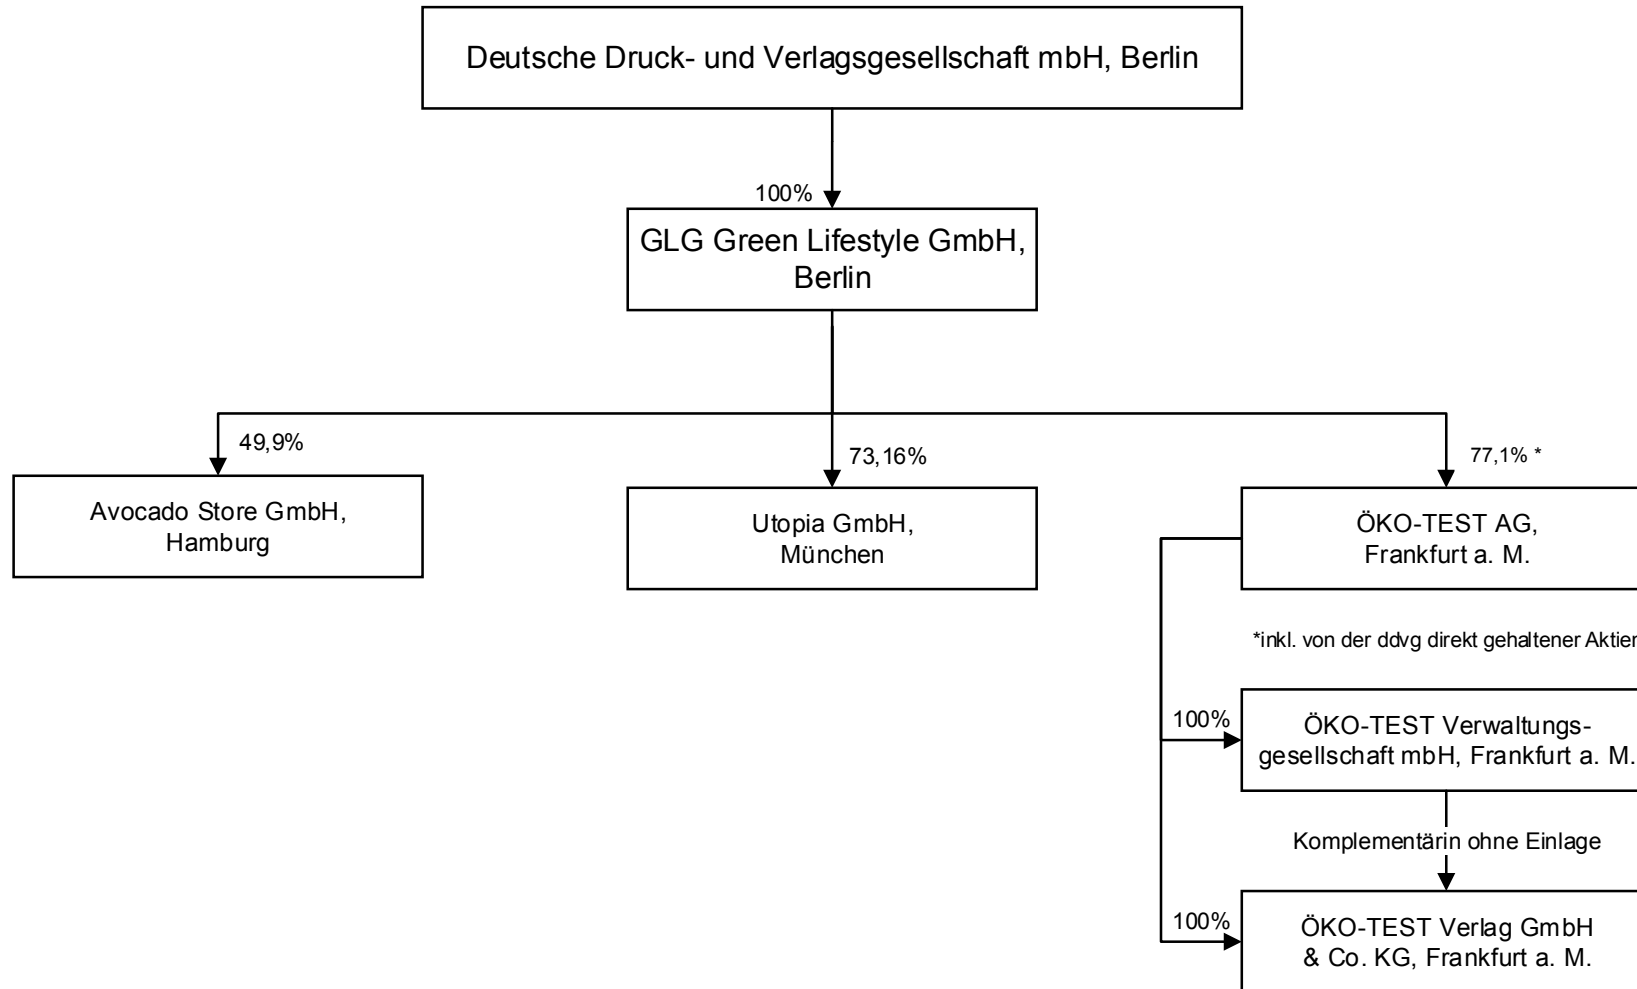 Deutsche Druck- und Verlagsgesellschaft mbH, Berlin
100%
GLG Green Lifestyle GmbH,
Berlin
49,9%
73,16%
77,1% *
Avocado Store GmbH,
Hamburg
Utopia GmbH,
München
ÖKO-TEST AG,
Frankfurt a. M.
*inkl. von der ddvg direkt gehaltener Aktien
100%
ÖKO-TEST Verwaltungs-
gesellschaft mbH, Frankfurt a. M.
Komplementärin ohne Einlage
100%
ÖKO-TEST Verlag GmbH
& Co. KG, Frankfurt a. M.